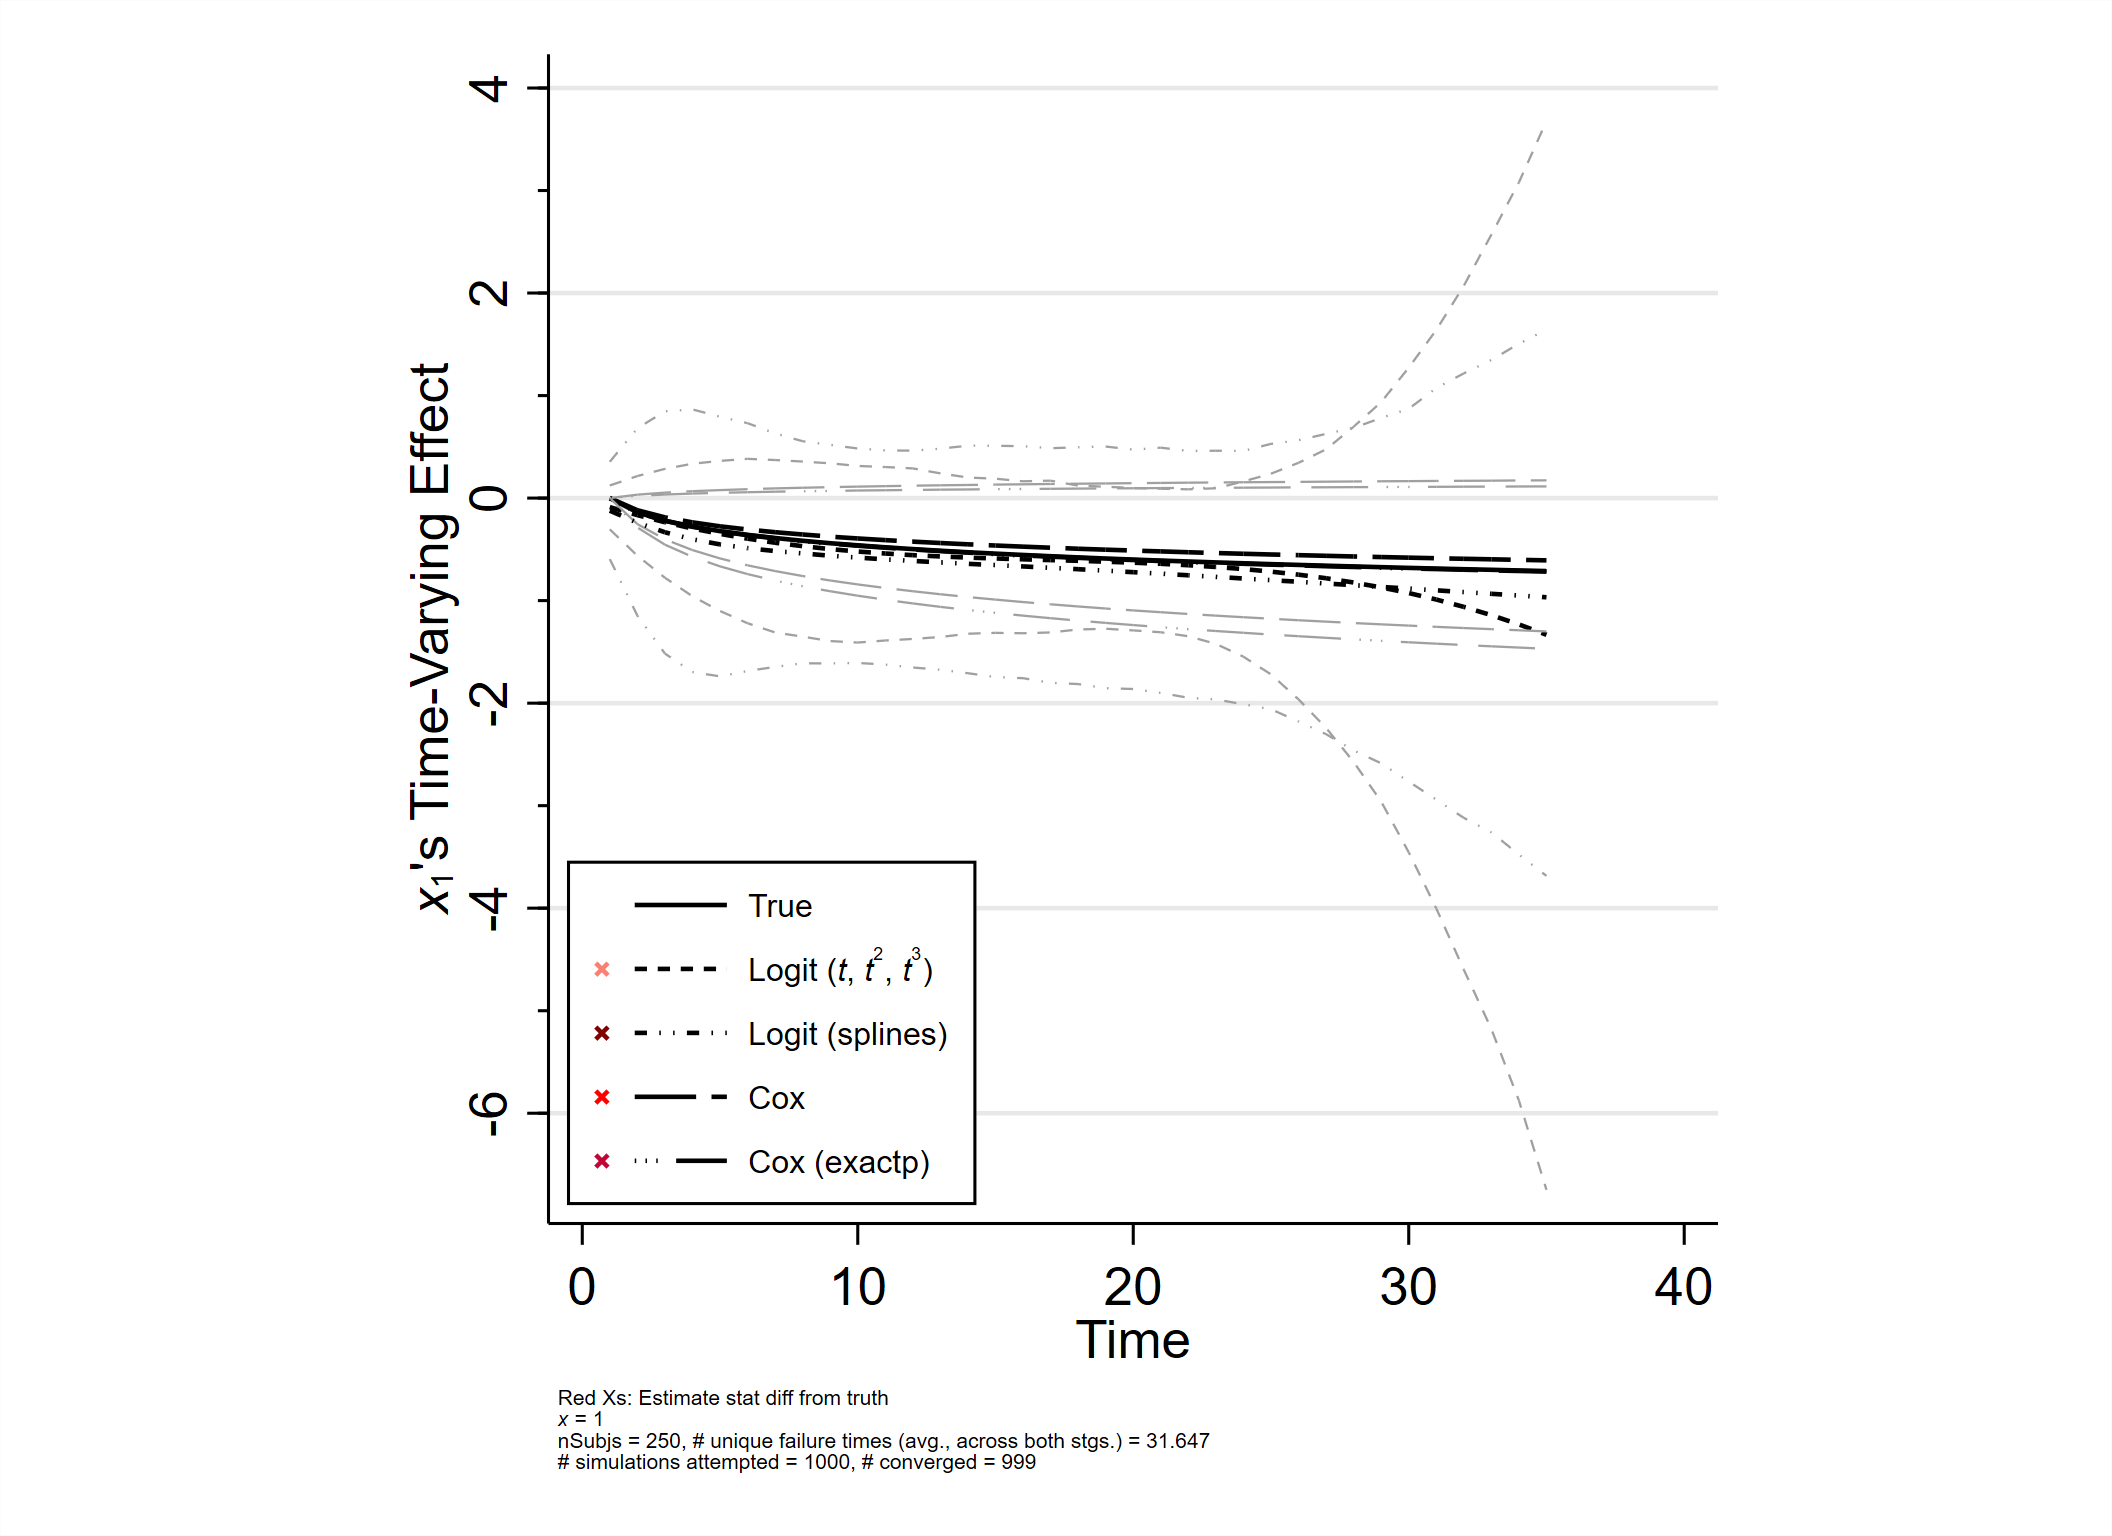 4
2
0
-2
-4
-6
x₁'s Time-Varying Effect
True
Logit (t, t², t³)
Logit (splines)
Cox
Cox (exactp)
0 10 20 30 40
Time
Red Xs: Estimate stat diff from truth
x = 1
nSubjs = 250, # unique failure times (avg., across both stgs.) = 31.647
# simulations attempted = 1000, # converged = 999